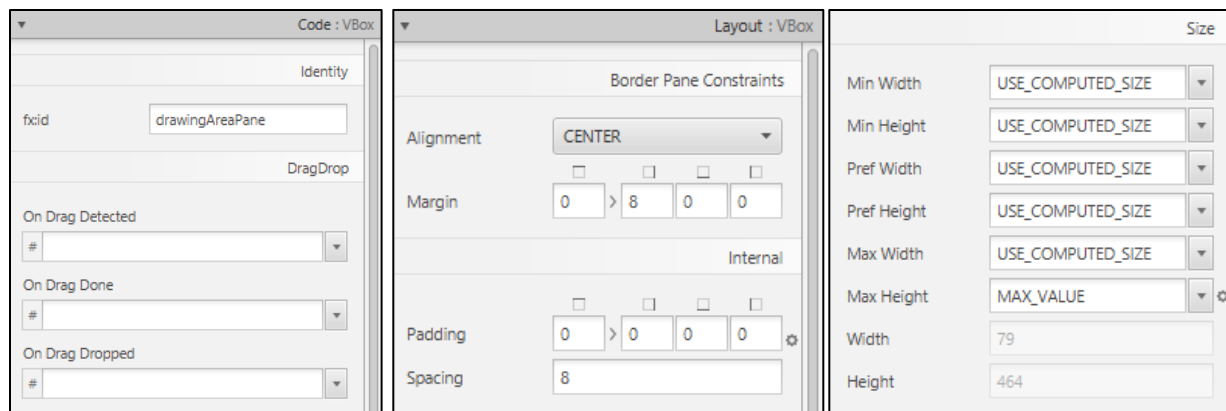 Code : VBox
Identity
fx:id drawingAreaPane
DragDrop
On Drag Detected
#
On Drag Done
#
On Drag Dropped
#
Layout : VBox
Border Pane Constraints
Alignment CENTER
Margin 0 > 8 0 0
Internal
Padding 0 > 0 0 0
Spacing 8
Size
Min Width USE_COMPUTED_SIZE
Min Height USE_COMPUTED_SIZE
Pref Width USE_COMPUTED_SIZE
Pref Height USE_COMPUTED_SIZE
Max Width USE_COMPUTED_SIZE
Max Height MAX_VALUE
Width 79
Height 464